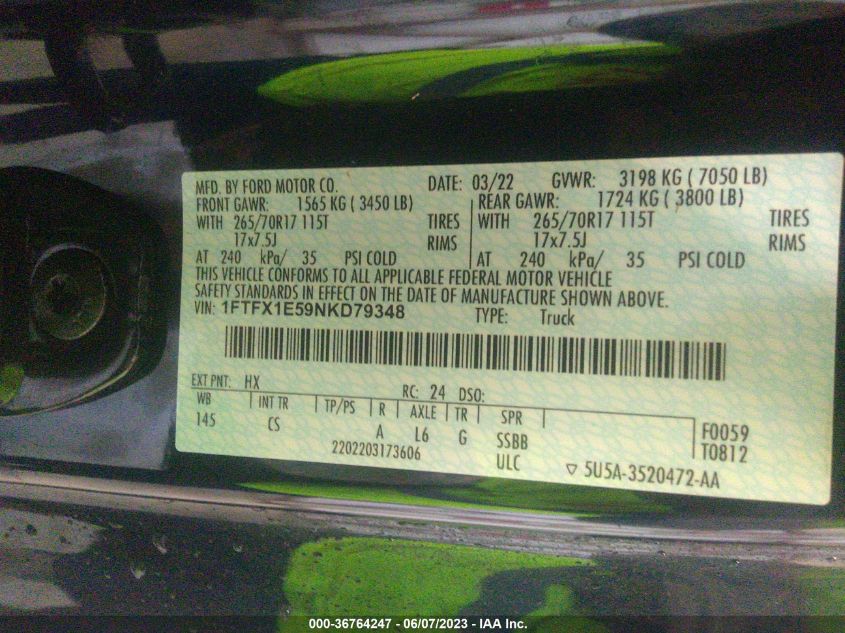 MFD. BY FORD MOTOR CO. DATE: 03/22 GVWR: 3198 KG ( 7050 LB)
FRONT GAWR: 1565 KG ( 3450 LB) REAR GAWR: 1724 KG ( 3800 LB)
WITH 265/70R17 115T TIRES WITH 265/70R17 115T TIRES
17x7.5J RIMS 17x7.5J RIMS
AT 240 kPa/ 35 PSI COLD AT 240 kPa/ 35 PSI COLD
THIS VEHICLE CONFORMS TO ALL APPLICABLE FEDERAL MOTOR VEHICLE
SAFETY STANDARDS IN EFFECT ON THE DATE OF MANUFACTURE SHOWN ABOVE.
VIN: 1FTFX1E59NKD79348 TYPE: Truck
EXT PNT: HX RC: 24 DSO:
WB INT TR TP/PS R AXLE TR SPR
145 CS A L6 G SSBB F0059
2202203173606 ULC T0812
5U5A-3520472-AA
000-36764247 - 06/07/2023 - IAA Inc.